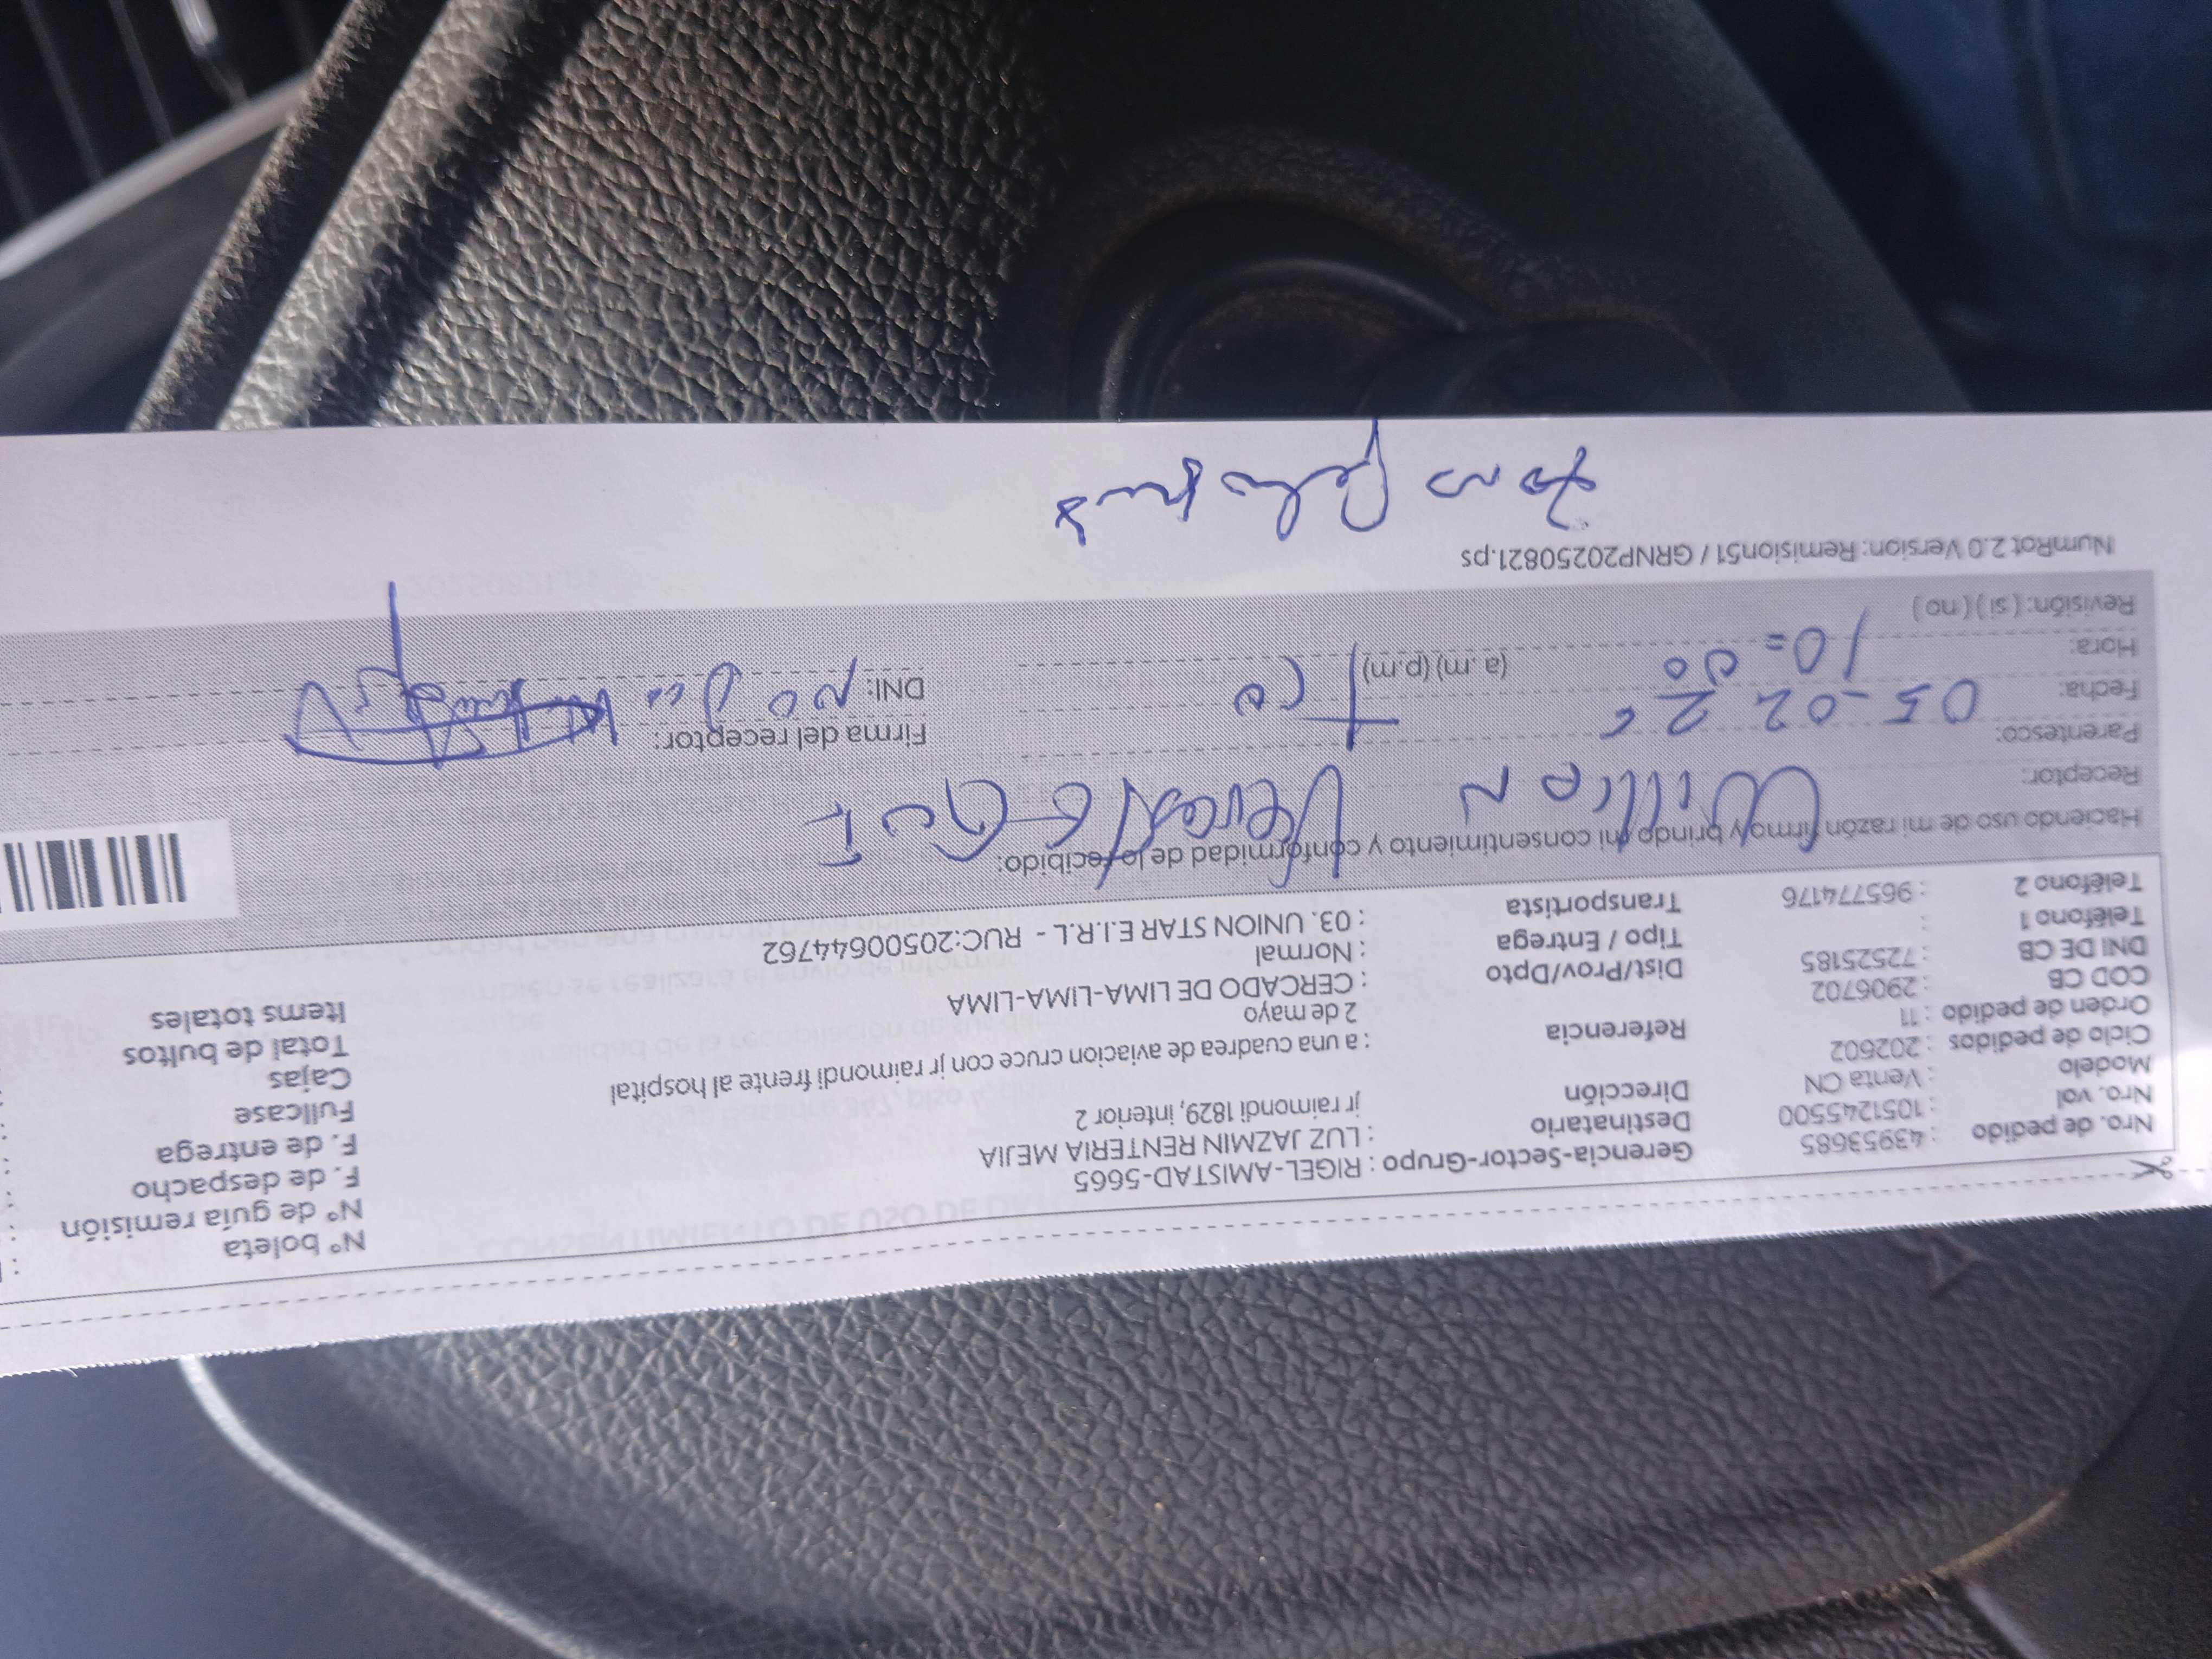 Nº boleta :
Nº de guía remisión :
F. de despacho :
F. de entrega :
Fullcase :
Cajas :
Total de bultos
Items totales
Gerencia-Sector-Grupo : RIGEL-AMISTAD-5665
Destinatario : LUZ JAZMIN RENTERIA MEJIA
Dirección jr raimondi 1829, interior 2
: a una cuadrea de aviacion cruce con jr raimondi frente al hospital
Referencia 2 de mayo
Dist/Prov/Dpto : CERCADO DE LIMA-LIMA-LIMA
Tipo / Entrega : Normal
Transportista : 03. UNION STAR E.I.R.L - RUC:20500644762
Nro. de pedido : 43953685
Nro. vol : 1051245500
Modelo : Venta CN
Ciclo de pedidos : 202602
Orden de pedido : 11
COD CB : 2906702
DNI DE CB : 72525185
Teléfono 1 :
Teléfono 2 : 965774176
Haciendo uso de mi razón firmo y brindo mi consentimiento y conformidad de lo recibido:
Receptor: Willian
Parentesco:
Firma del receptor:
Fecha: 05-02 26
DNI: No
Hora: 10=00 (a.m) (p.m)
Revisión: ( si ) ( no )
NumRot 2.0 Version: Remision51 / GRNP20250821.ps